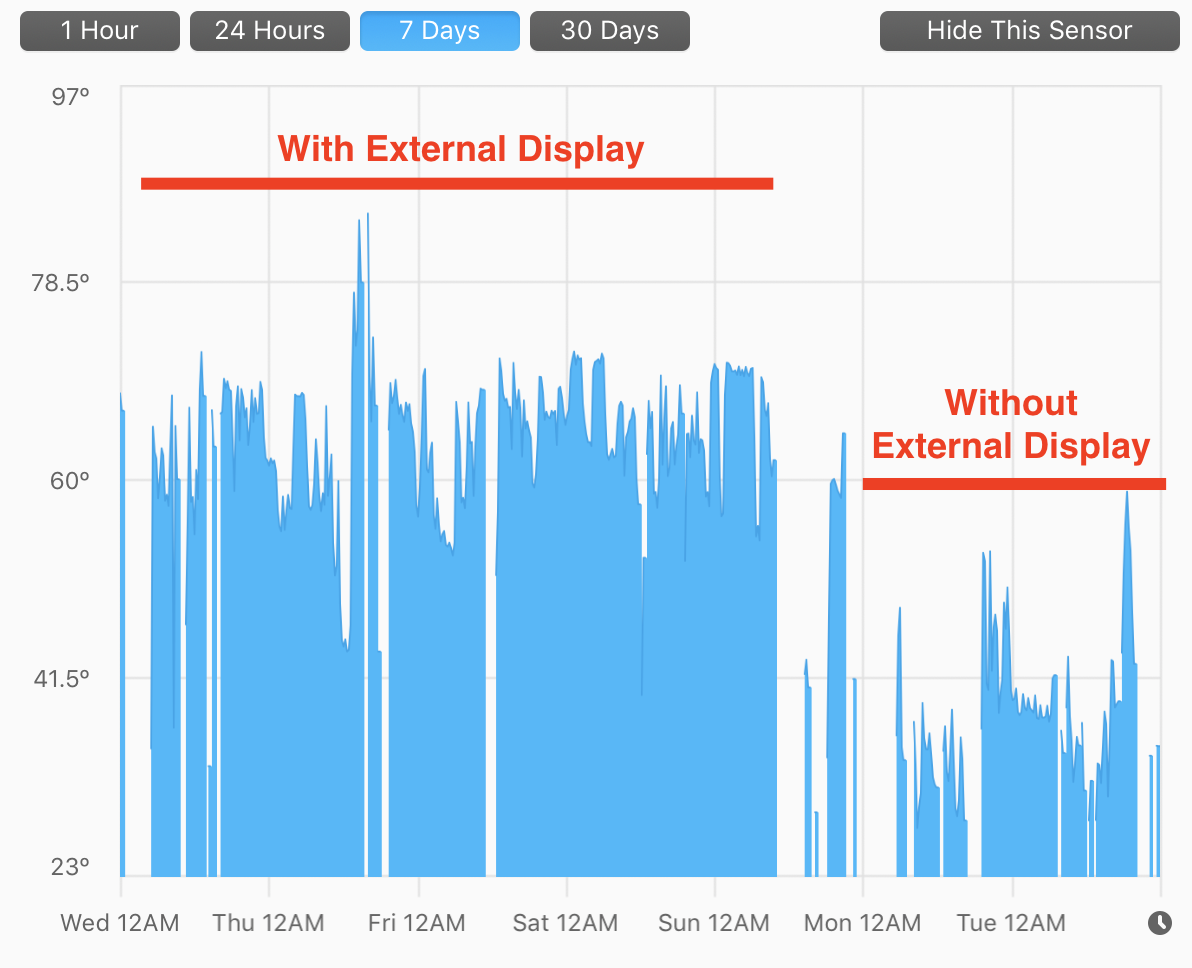 1 Hour 24 Hours 7 Days 30 Days Hide This Sensor
97°
With External Display
78.5°
Without
External Display
60°
41.5°
23°
Wed 12AM Thu 12AM Fri 12AM Sat 12AM Sun 12AM Mon 12AM Tue 12AM